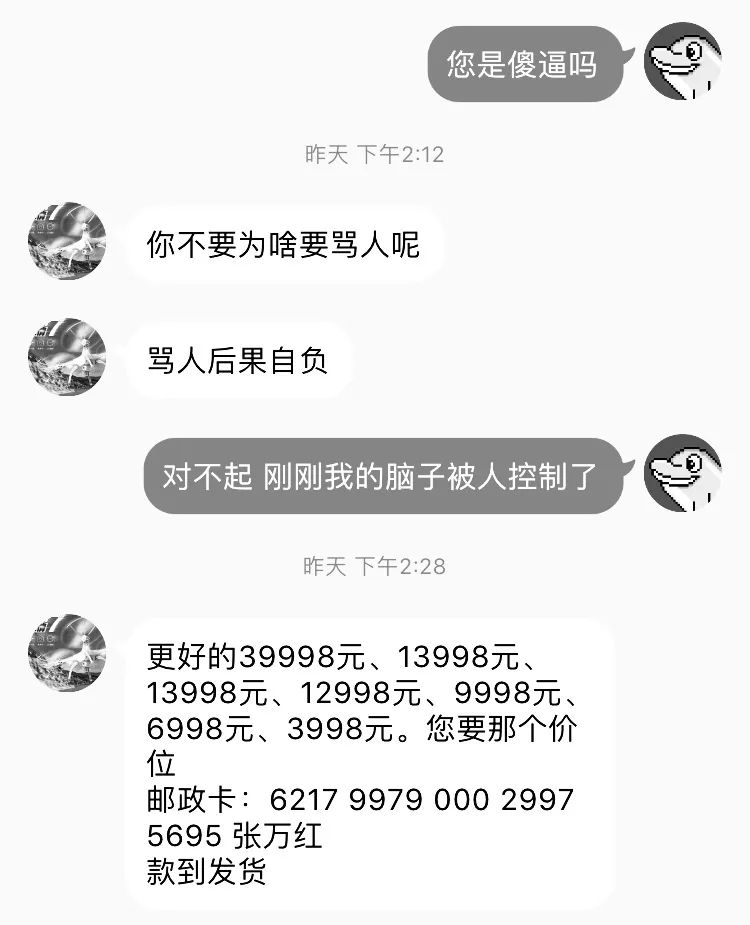 您是傻逼吗
昨天 下午2:12
你不要为啥要骂人呢
骂人后果自负
对不起 刚刚我的脑子被人控制了
昨天 下午2:28
更好的39998元、13998元、
13998元、12998元、9998元、
6998元、3998元。您要那个价
位
邮政卡：6217 9979 000 2997
5695 张万红
款到发货